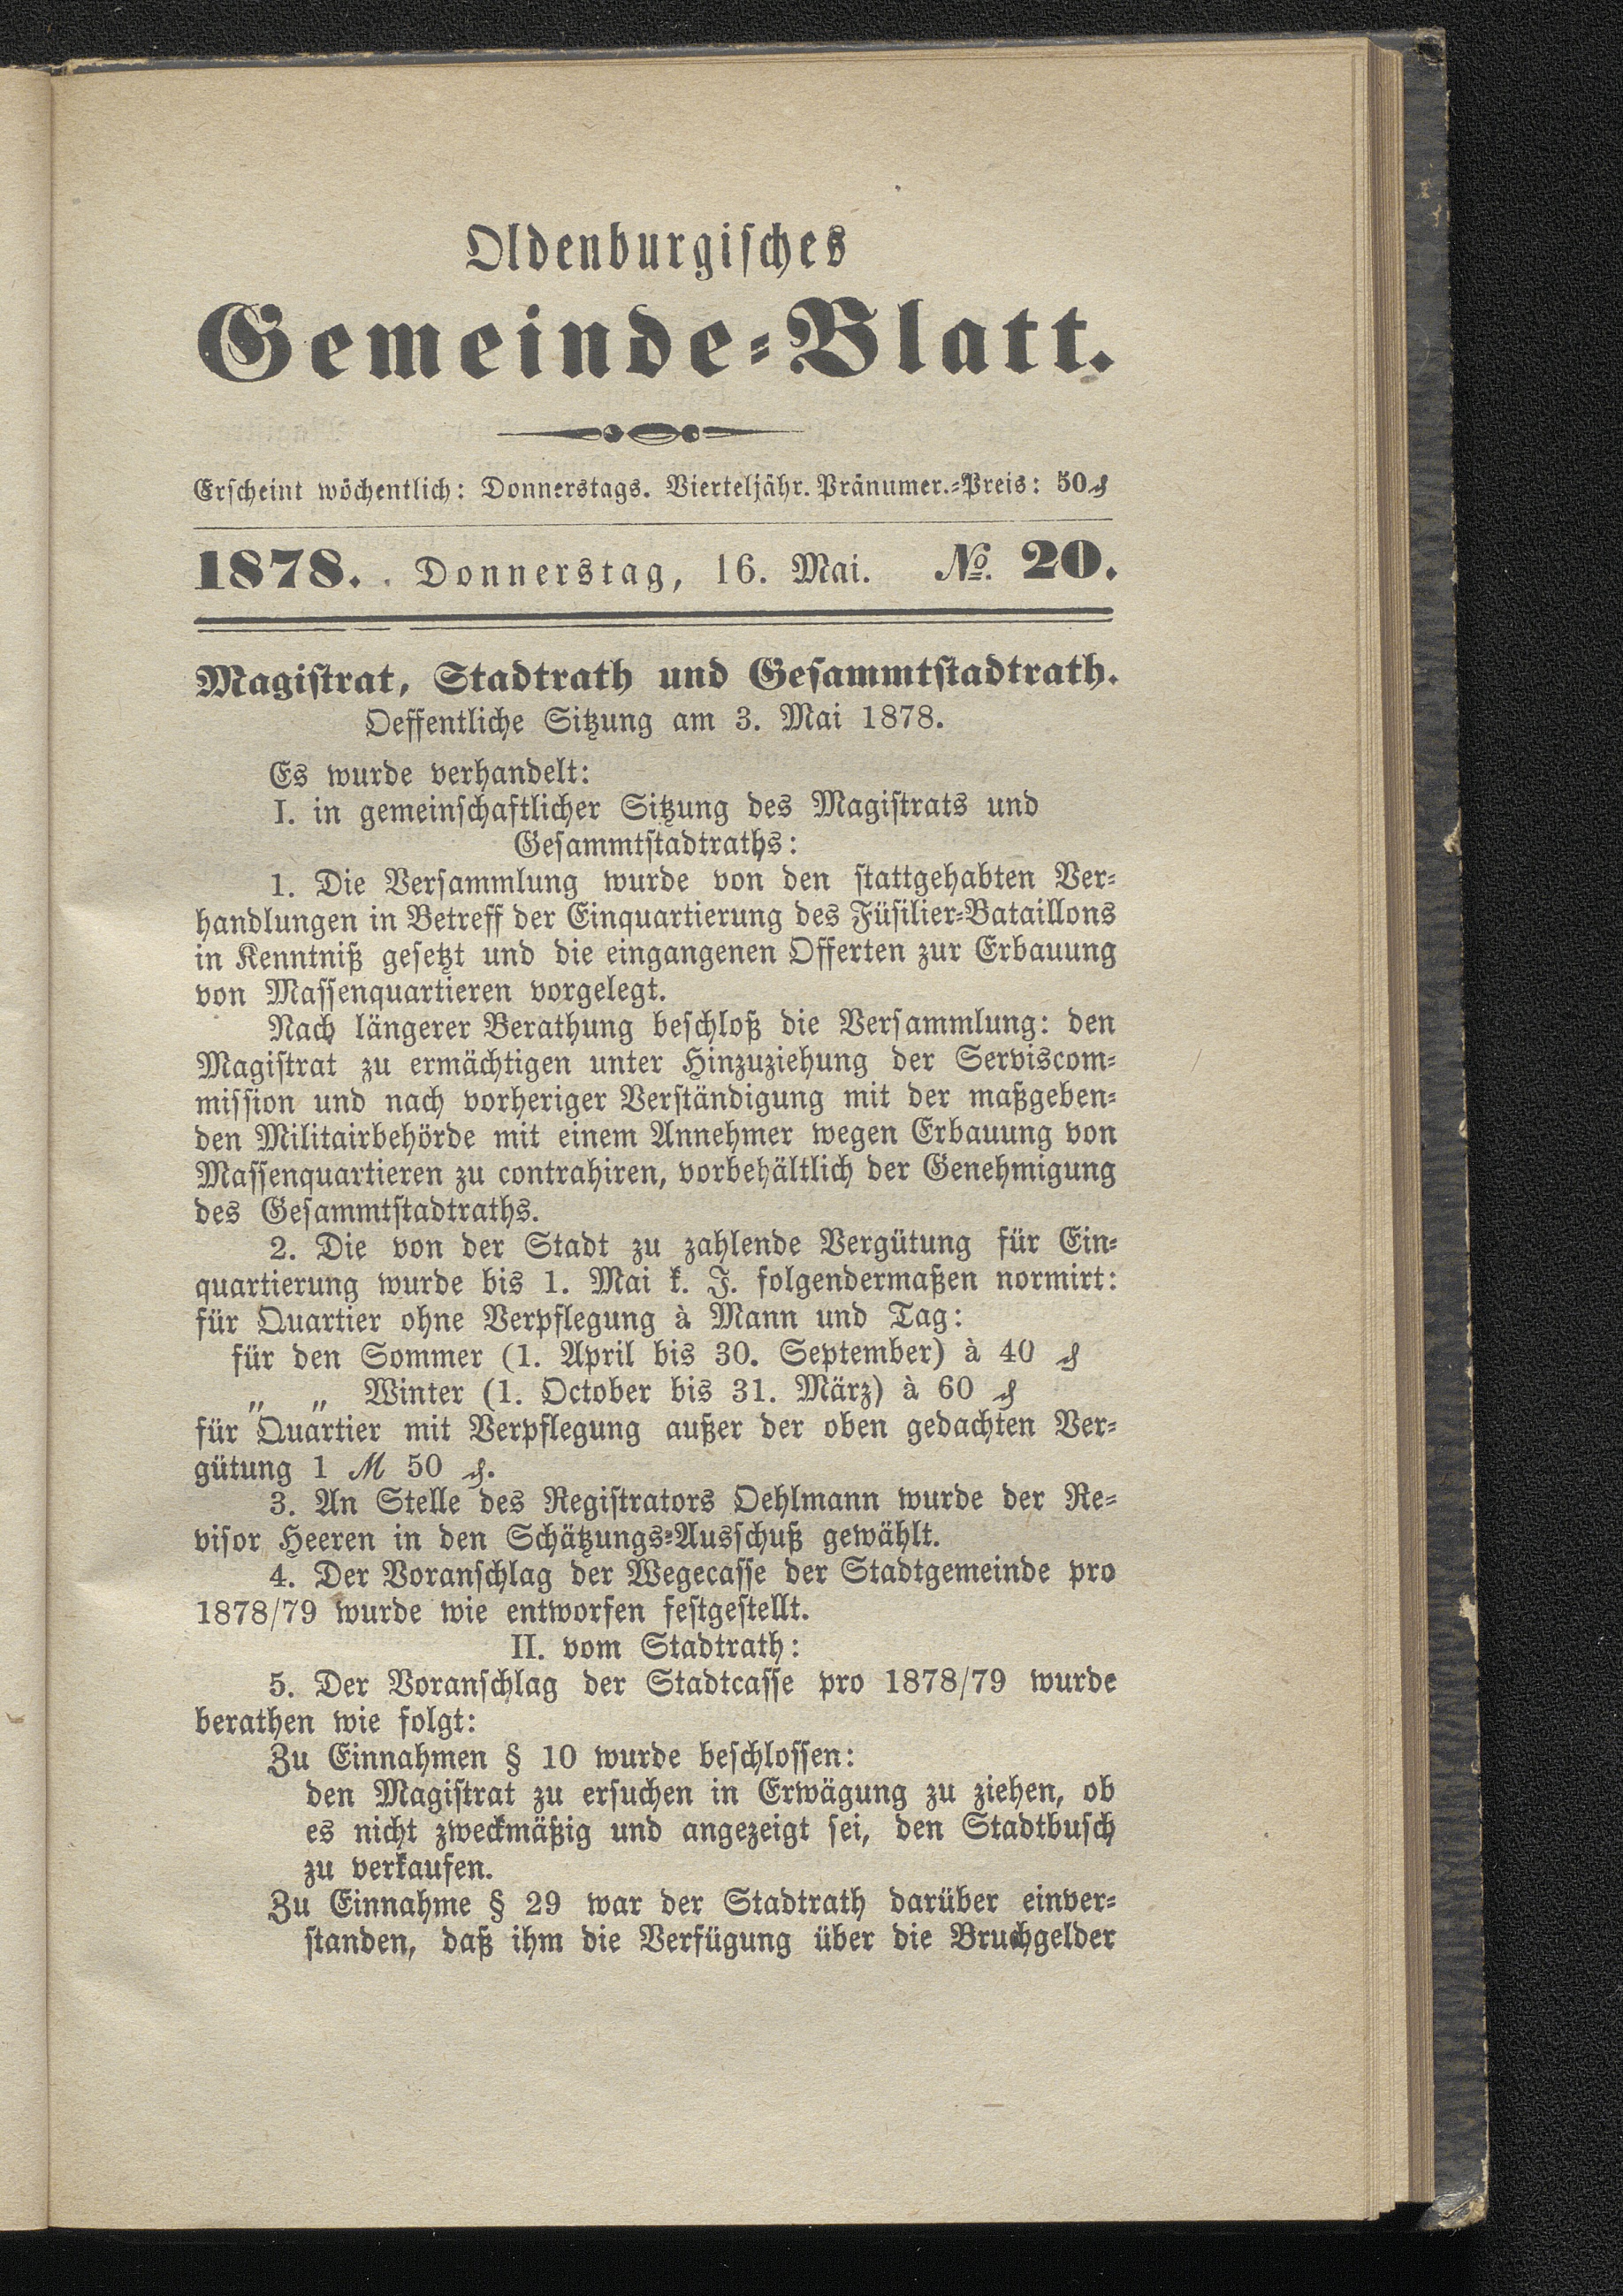 Oldenburgisches
Gemeinde-Blatt.
Erscheint wöchentlich: Donnerstags. Vierteljähr. Pränumer.-Preis: 50 ₰
1878. Donnerstag, 16. Mai. № 20.
Magistrat, Stadtrath und Gesammtstadtrath.
Oeffentliche Sitzung am 3. Mai 1878.
Es wurde verhandelt:
I. in gemeinschaftlicher Sitzung des Magistrats und
Gesammtstadtraths:
1. Die Versammlung wurde von den stattgehabten Ver-
handlungen in Betreff der Einquartierung des Füsilier-Bataillons
in Kenntniß gesetzt und die eingangenen Offerten zur Erbauung
von Massenquartieren vorgelegt.
Nach längerer Berathung beschloß die Versammlung: den
Magistrat zu ermächtigen unter Hinzuziehung der Serviscom-
mission und nach vorheriger Verständigung mit der maßgeben-
den Militairbehörde mit einem Annehmer wegen Erbauung von
Massenquartieren zu contrahiren, vorbehältlich der Genehmigung
des Gesammtstadtraths.
2. Die von der Stadt zu zahlende Vergütung für Ein-
quartierung wurde bis 1. Mai k. J. folgendermaßen normirt:
für Quartier ohne Verpflegung à Mann und Tag:
für den Sommer (1. April bis 30. September) à 40 ₰
„ „ Winter (1. October bis 31. März) à 60 ₰
für Quartier mit Verpflegung außer der oben gedachten Ver-
gütung 1 ℳ 50 ₰.
3. An Stelle des Registrators Oehlmann wurde der Re-
visor Heeren in den Schätzungs-Ausschuß gewählt.
4. Der Voranschlag der Wegecasse der Stadtgemeinde pro
1878/79 wurde wie entworfen festgestellt.
II. vom Stadtrath:
5. Der Voranschlag der Stadtcasse pro 1878/79 wurde
berathen wie folgt:
Zu Einnahmen § 10 wurde beschlossen:
den Magistrat zu ersuchen in Erwägung zu ziehen, ob
es nicht zweckmäßig und angezeigt sei, den Stadtbusch
zu verkaufen.
Zu Einnahme § 29 war der Stadtrath darüber einver-
standen, daß ihm die Verfügung über die Bruchgelder